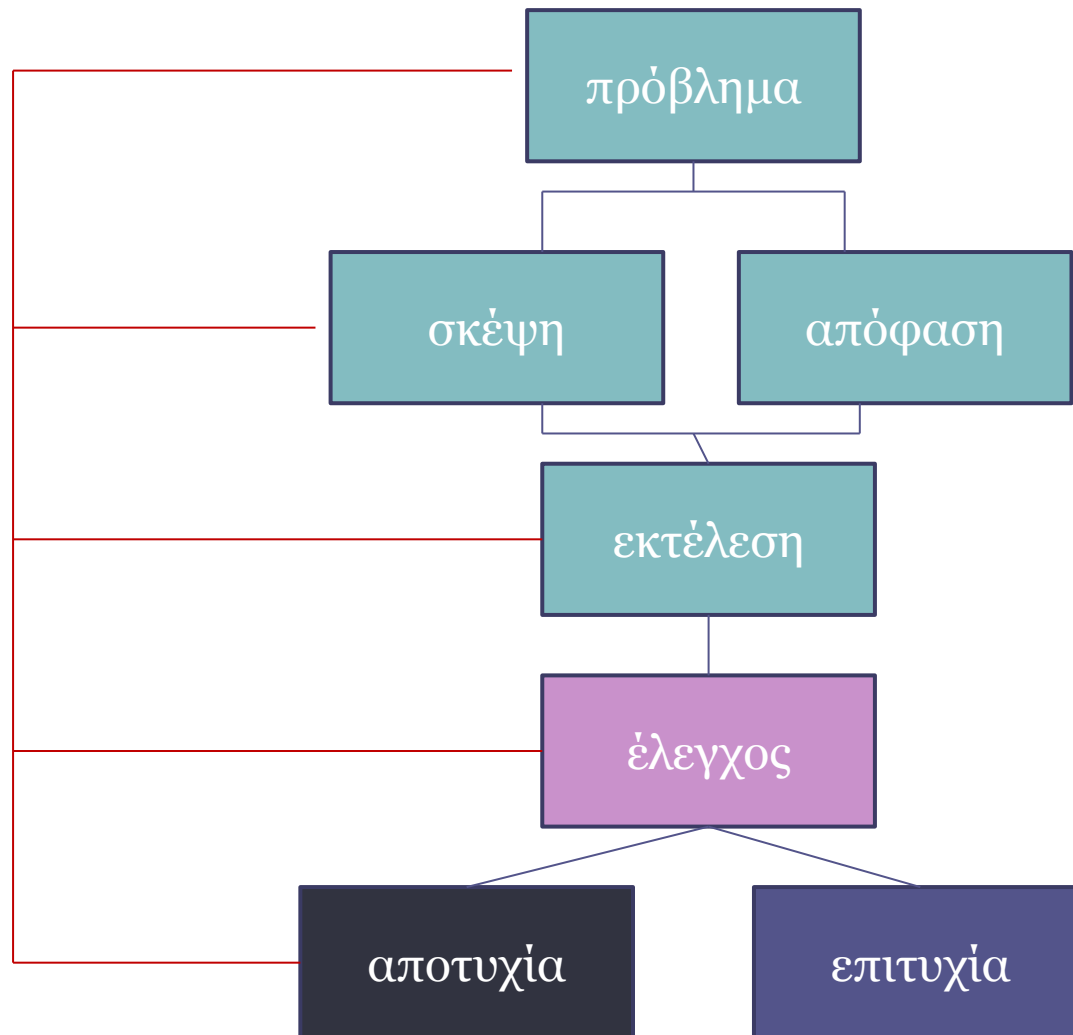 πρόβλημα
σκέψη
απόφαση
εκτέλεση
έλεγχος
αποτυχία
επιτυχία